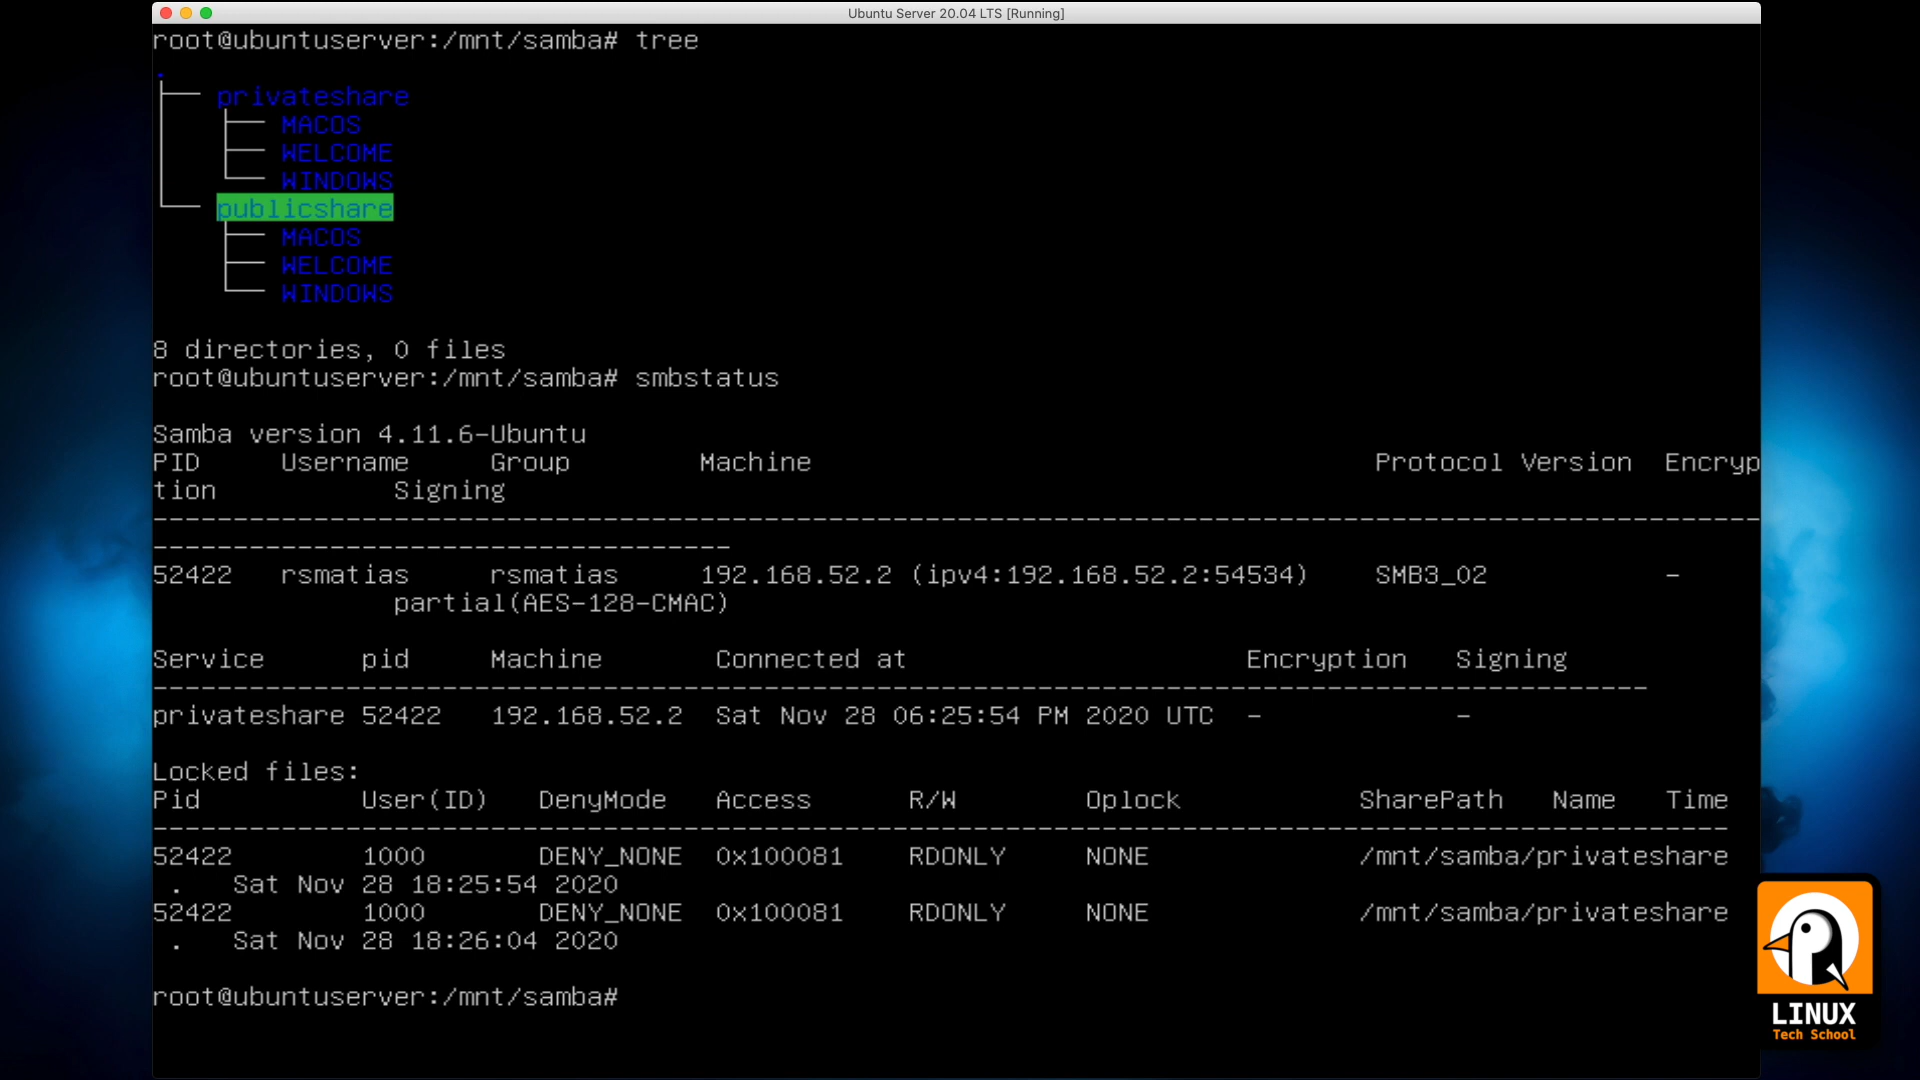 Ubuntu Server 20.04 LTS [Running]
root@ubuntuserver:/mnt/samba# tree
.
├── privateshare
│   ├── MACOS
│   ├── WELCOME
│   └── WINDOWS
└── publicshare
    ├── MACOS
    ├── WELCOME
    └── WINDOWS
8 directories, 0 files
root@ubuntuserver:/mnt/samba# smbstatus
Samba version 4.11.6-Ubuntu
PID     Username     Group        Machine                                   Protocol Version  Encryp
tion           Signing
----------------------------------------------------------------------------------------------------
------------------------------------
52422   rsmatias     rsmatias     192.168.52.2 (ipv4:192.168.52.2:54534)    SMB3_02           -
               partial(AES-128-CMAC)
Service      pid     Machine       Connected at                     Encryption   Signing
---------------------------------------------------------------------------------------------
privateshare 52422   192.168.52.2  Sat Nov 28 06:25:54 PM 2020 UTC  -            -
Locked files:
Pid          User(ID)   DenyMode   Access      R/W        Oplock           SharePath   Name   Time
--------------------------------------------------------------------------------------------------
52422        1000       DENY_NONE  0x100081    RDONLY     NONE             /mnt/samba/privateshare
 .   Sat Nov 28 18:25:54 2020
52422        1000       DENY_NONE  0x100081    RDONLY     NONE             /mnt/samba/privateshare
 .   Sat Nov 28 18:26:04 2020
root@ubuntuserver:/mnt/samba#
LINUX
Tech School